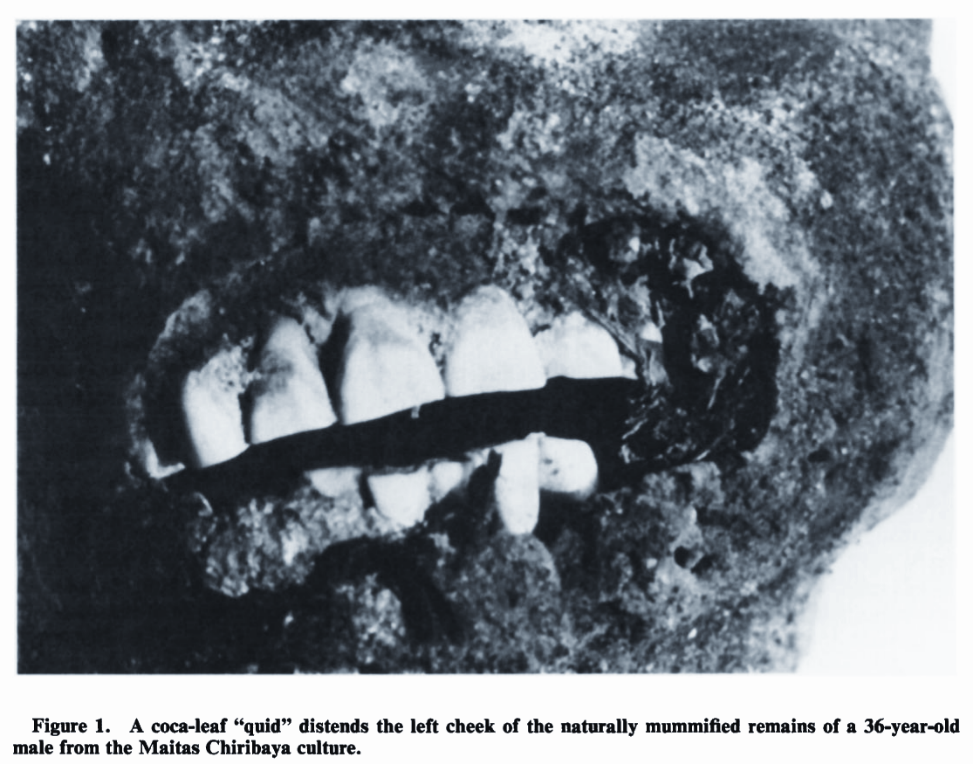 Figure 1. A coca-leaf “quid” distends the left cheek of the naturally mummified remains of a 36-year-old
male from the Maitas Chiribaya culture.